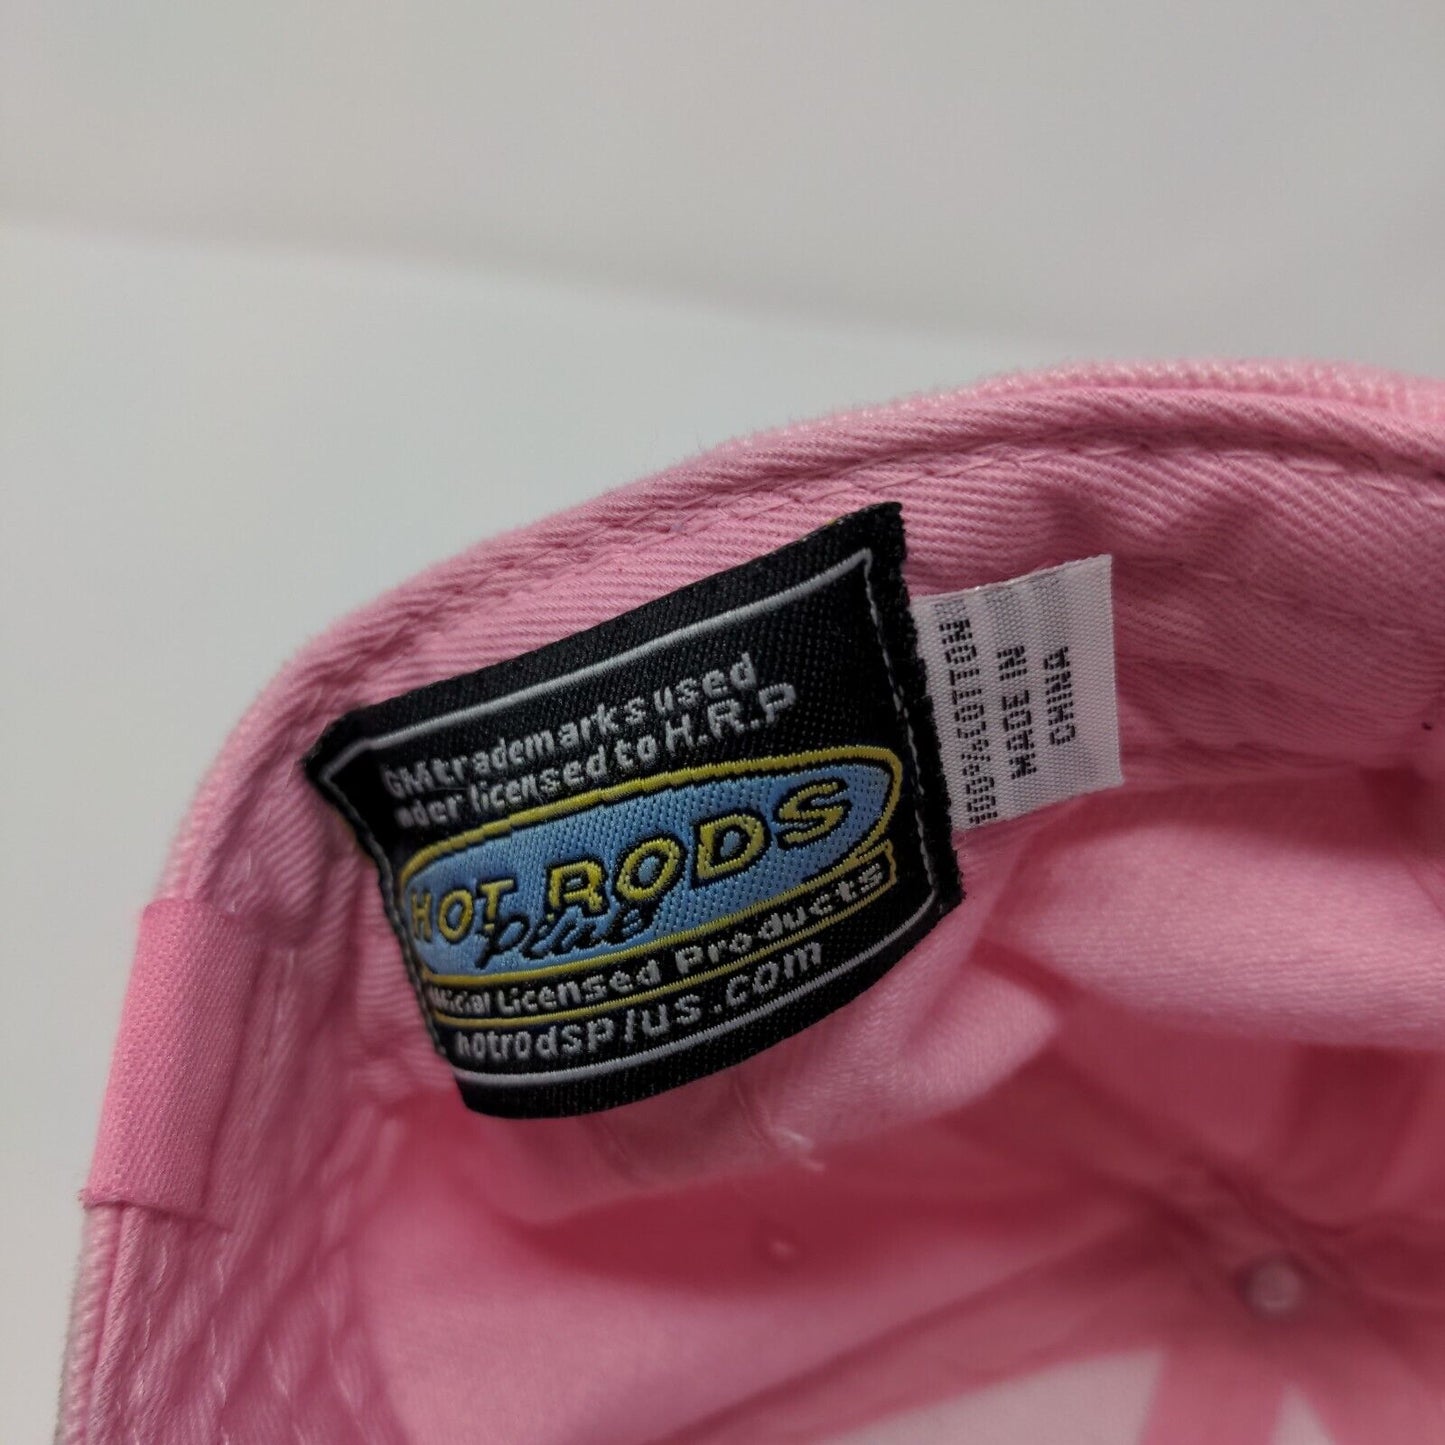 GM trademarks used
under licensed to H.R.P
HOT RODS
Plus
Official Licensed Products
hotrodsplus.com
100% COTTON
MADE IN
CHINA